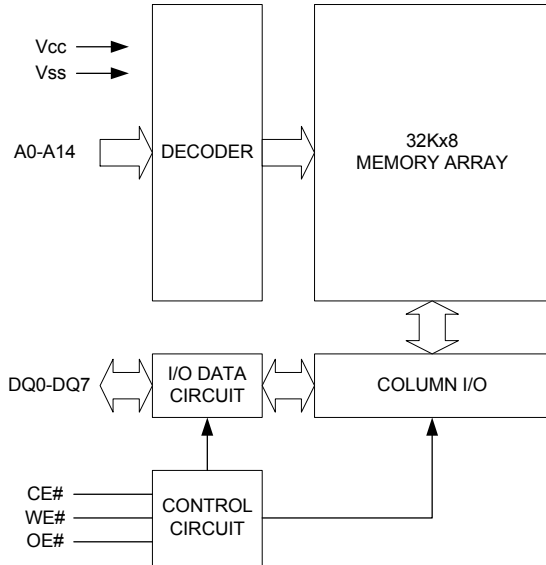 Vcc
Vss
A0-A14
DECODER
32Kx8
MEMORY ARRAY
DQ0-DQ7
I/O DATA
CIRCUIT
COLUMN I/O
CE#
WE#
OE#
CONTROL
CIRCUIT